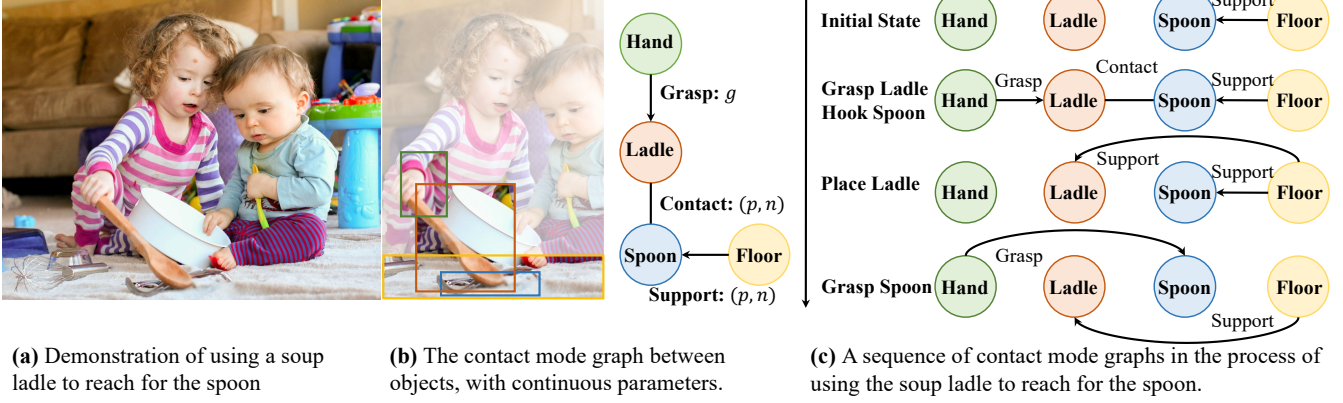 Hand
Grasp: g
Ladle
Contact: (p, n)
Spoon
Floor
Support: (p, n)
Initial State
Hand
Ladle
Spoon
Support
Floor
Grasp Ladle
Hook Spoon
Hand
Grasp
Ladle
Contact
Spoon
Support
Floor
Place Ladle
Hand
Ladle
Support
Spoon
Support
Floor
Grasp Spoon
Hand
Grasp
Ladle
Spoon
Support
Floor
(a) Demonstration of using a soup
ladle to reach for the spoon
(b) The contact mode graph between
objects, with continuous parameters.
(c) A sequence of contact mode graphs in the process of
using the soup ladle to reach for the spoon.